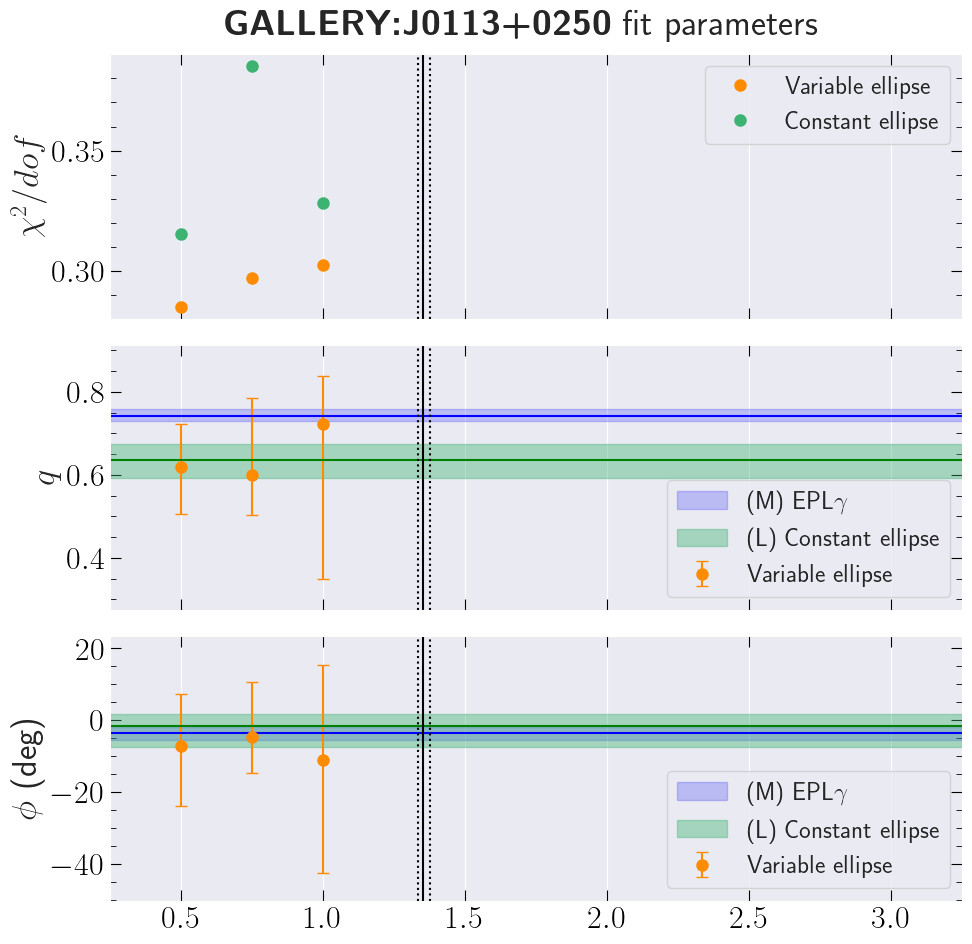 GALLERY:J0113+0250 fit parameters
χ²/dof
0.35
0.30
Variable ellipse
Constant ellipse
q
0.8
0.6
0.4
(M) EPLγ
(L) Constant ellipse
Variable ellipse
ϕ (deg)
20
0
−20
−40
(M) EPLγ
(L) Constant ellipse
Variable ellipse
0.5 1.0 1.5 2.0 2.5 3.0